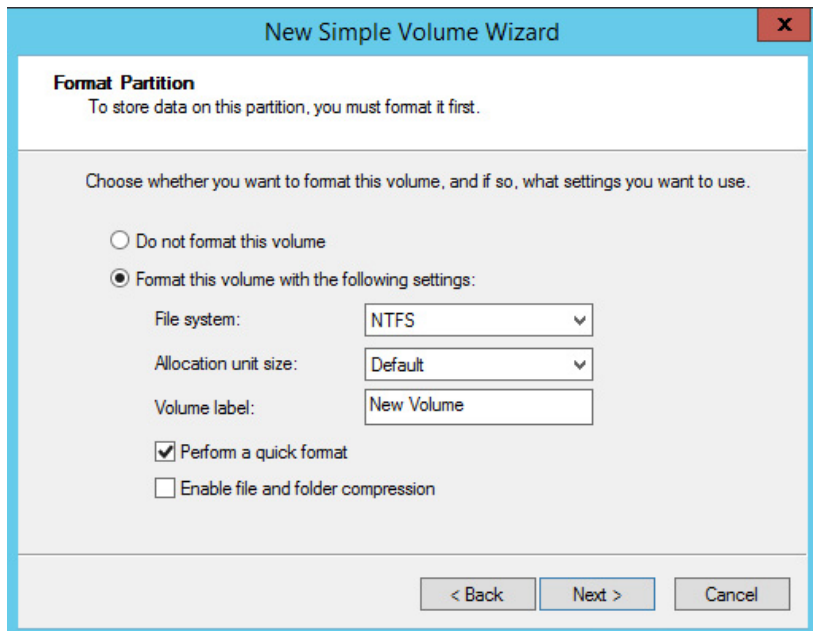 New Simple Volume Wizard
x
Format Partition
To store data on this partition, you must format it first.
Choose whether you want to format this volume, and if so, what settings you want to use.
Do not format this volume
Format this volume with the following settings:
File system: NTFS
Allocation unit size: Default
Volume label: New Volume
Perform a quick format
Enable file and folder compression
< Back Next > Cancel